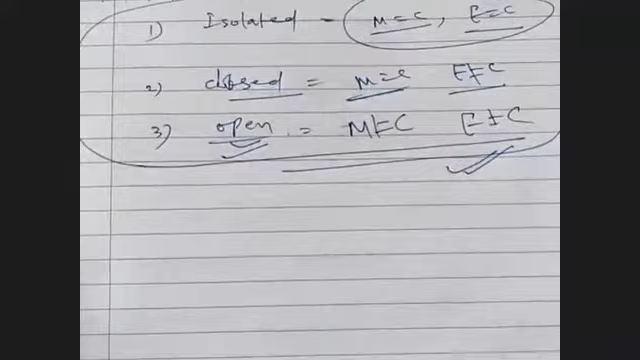 1) Isolated - M=C, E=C
2) closed = M=C E≠C
3) open = M≠C E≠C